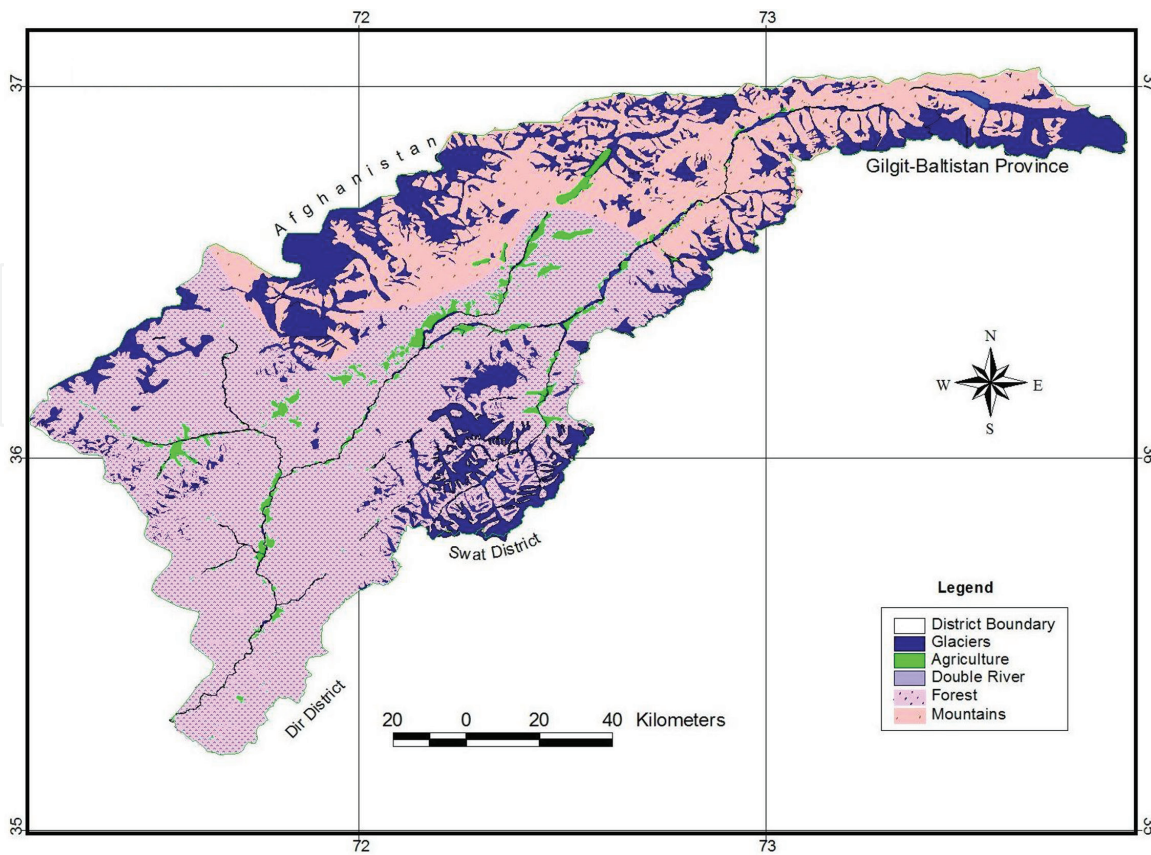 72
73
37
37
Afghanistan
Gilgit-Baltistan Province
N
W
E
S
36
36
Swat District
Dir District
Legend
District Boundary
Glaciers
Agriculture
Double River
Forest
Mountains
20 0 20 40 Kilometers
35
35
72
73